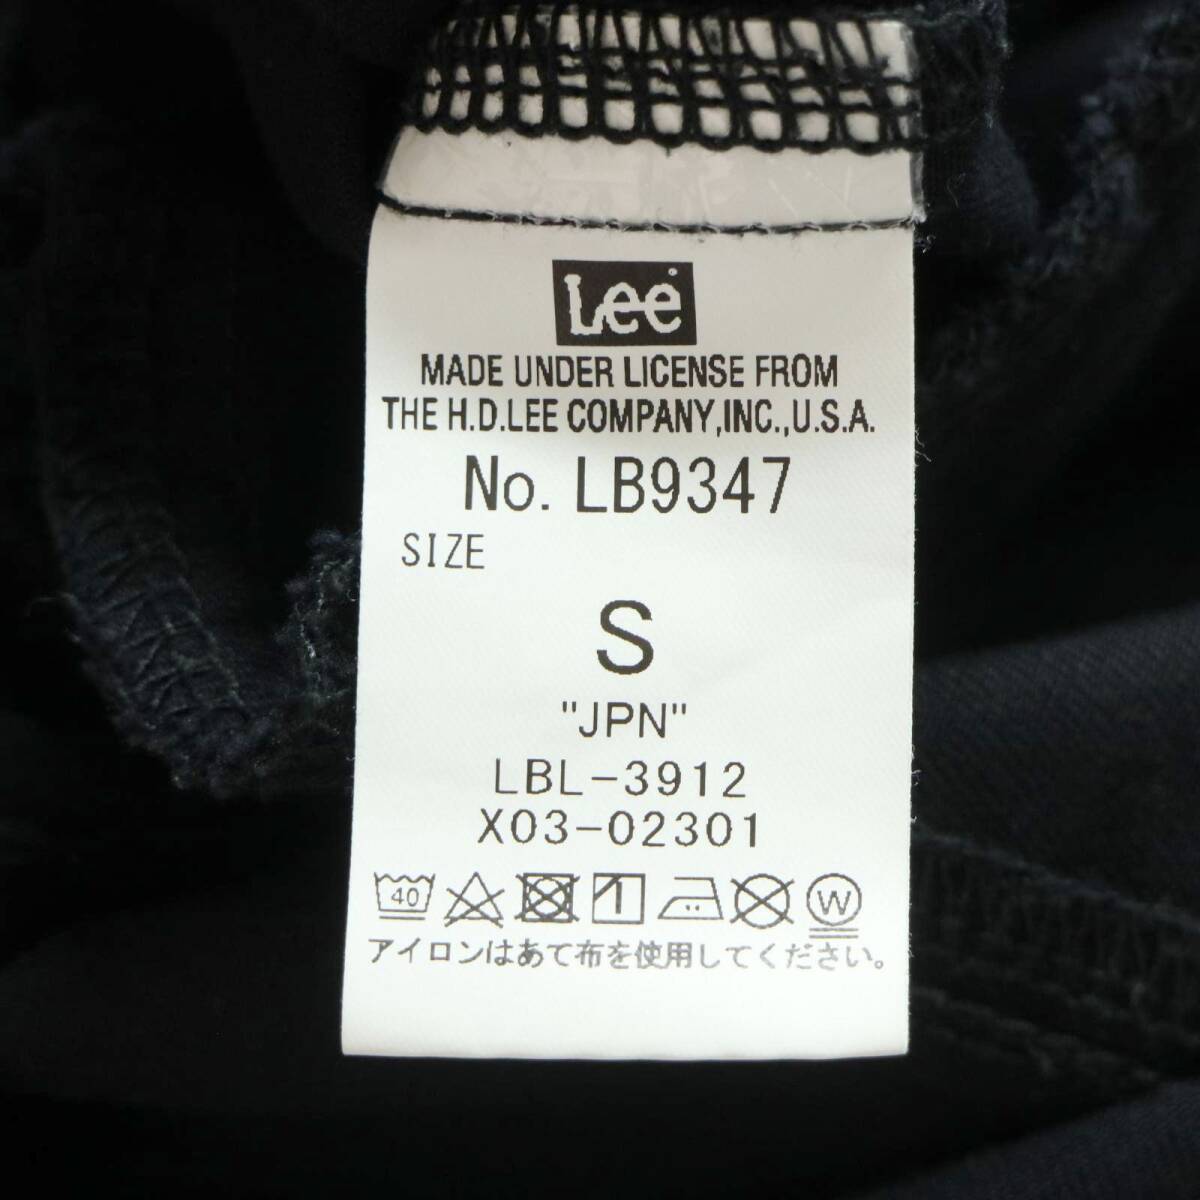 Lee
MADE UNDER LICENSE FROM
THE H.D.LEE COMPANY,INC.,U.S.A.
No. LB9347
SIZE
S
"JPN"
LBL-3912
X03-02301
40 1 W
アイロンはあて布を使用してください。